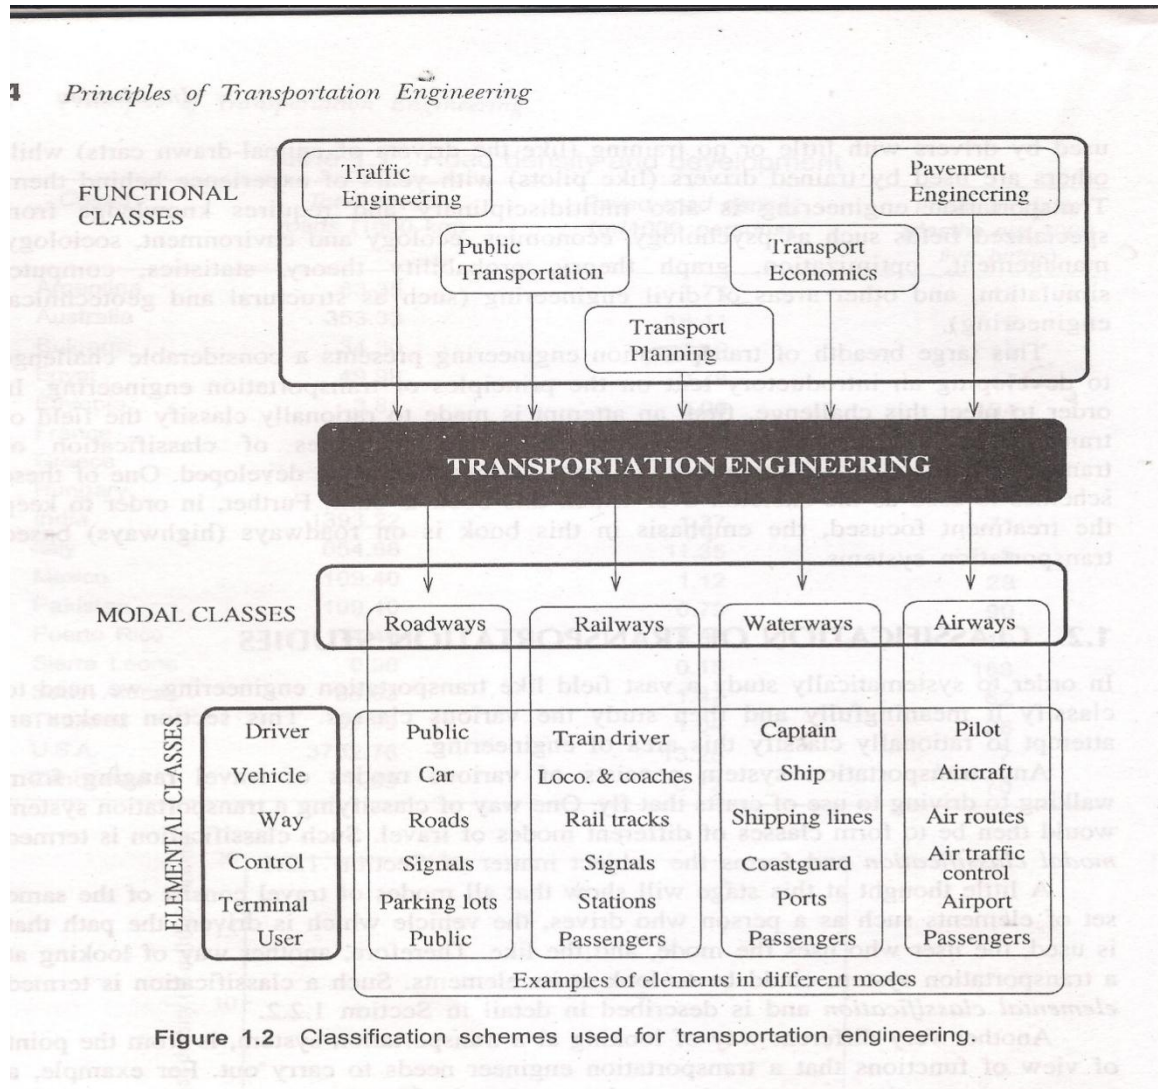 4 Principles of Transportation Engineering
FUNCTIONAL
CLASSES
Traffic
Engineering
Pavement
Engineering
Public
Transportation
Transport
Economics
Transport
Planning
TRANSPORTATION ENGINEERING
MODAL CLASSES
Roadways Railways Waterways Airways
ELEMENTAL CLASSES
Driver Public Train driver Captain Pilot
Vehicle Car Loco. & coaches Ship Aircraft
Way Roads Rail tracks Shipping lines Air routes
Control Signals Signals Coastguard Airtraffic
control
Terminal Parking lots Stations Ports Airport
User Public Passengers Passengers Passengers
Examples of elements in different modes
Figure 1.2 Classification schemes used for transportation engineering.